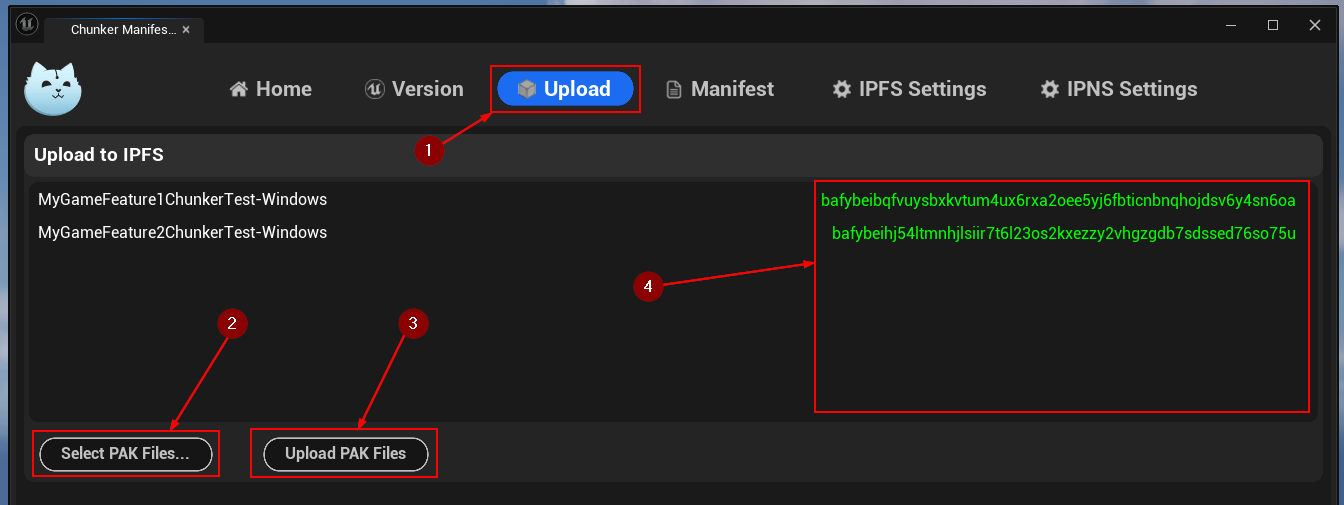 Chunker Manifes... ×
Home Version Upload Manifest IPFS Settings IPNS Settings
1
Upload to IPFS
MyGameFeature1ChunkerTest-Windows bafybeibqfvuysbxkvtum4ux6rxa2oee5yj6fbticnbnqhojdsv6y4sn6oa
MyGameFeature2ChunkerTest-Windows bafybeihj54ltmnhjlsiir7t6l23os2kxezzy2vhgzgdb7sdssed76so75u
4
2 3
Select PAK Files... Upload PAK Files